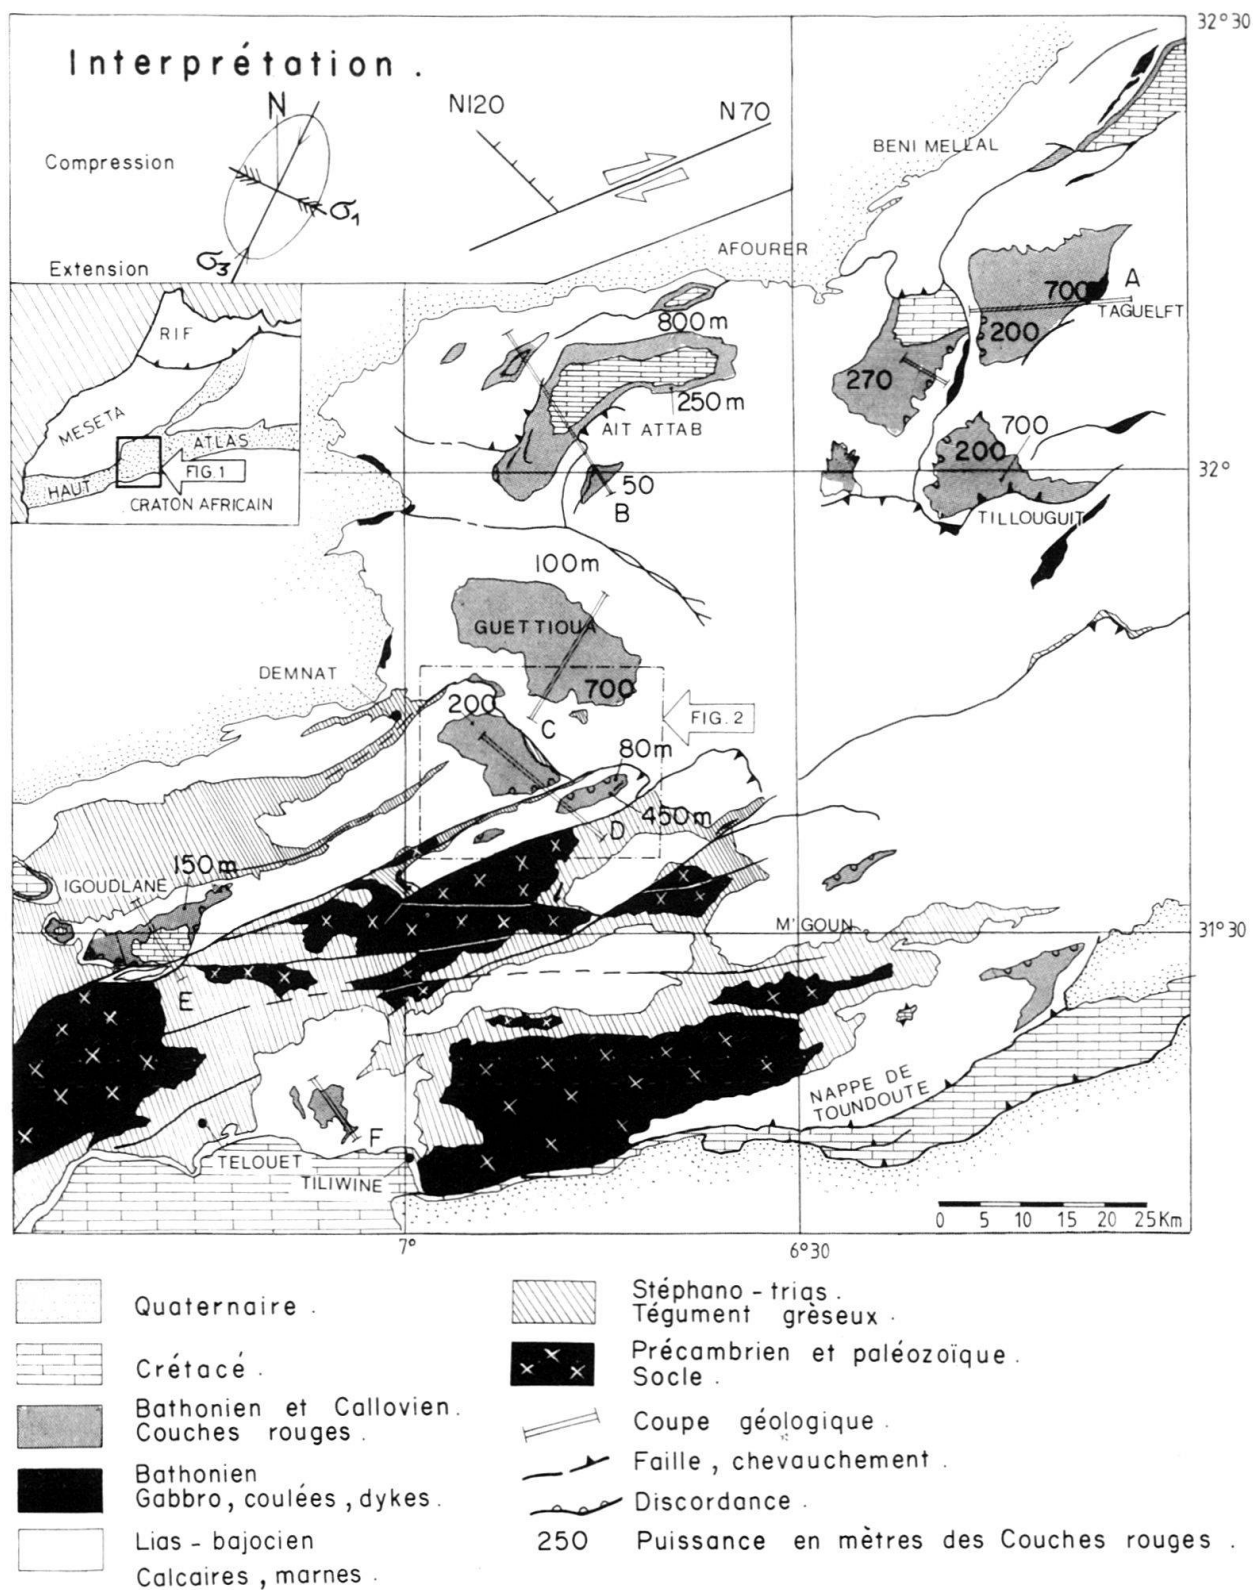 32°30
Interprétation .
N
N120
N70
Compression
σ1
σ3
Extension
BENI MELLAL
AFOURER
RIF
MESETA
ATLAS
HAUT
FIG.1
CRATON AFRICAIN
800m
250m
AIT ATTAB
50
B
A
700
TAGUELFT
200
270
700
200
32°
TILLOUGUIT
100m
GUETTIOUA
700
DEMNAT
200
C
FIG. 2
80m
450m
D
150m
IGOUDLANE
M'GOUN
31°30
E
NAPPE DE
TOUNDOUTE
F
TELOUET
TILIWINE
0 5 10 15 20 25Km
7°
6°30
Quaternaire .
Crétacé .
Bathonien et Callovien.
Couches rouges .
Bathonien
Gabbro, coulées, dykes.
Lias - bajocien
Calcaires, marnes .
Stéphano - trias.
Tégument grèseux .
Précambrien et paléozoïque .
Socle .
Coupe géologique .
Faille, chevauchement .
Discordance .
250 Puissance en mètres des Couches rouges .